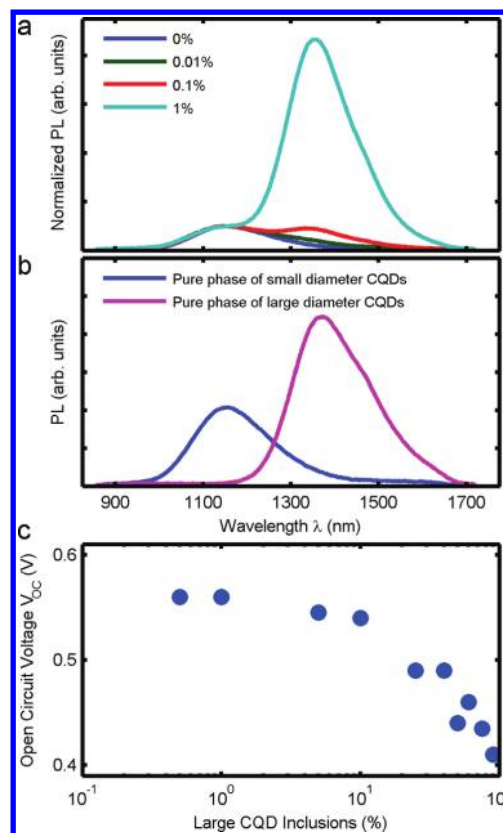 a
0%
0.01%
0.1%
1%
Normalized PL (arb. units)
b
Pure phase of small diameter CQDs
Pure phase of large diameter CQDs
PL (arb. units)
900 1100 1300 1500 1700
Wavelength λ (nm)
c
0.6
0.5
0.4
Open Circuit Voltage V_OC (V)
10^-1 10^0 10^1 10
Large CQD Inclusions (%)